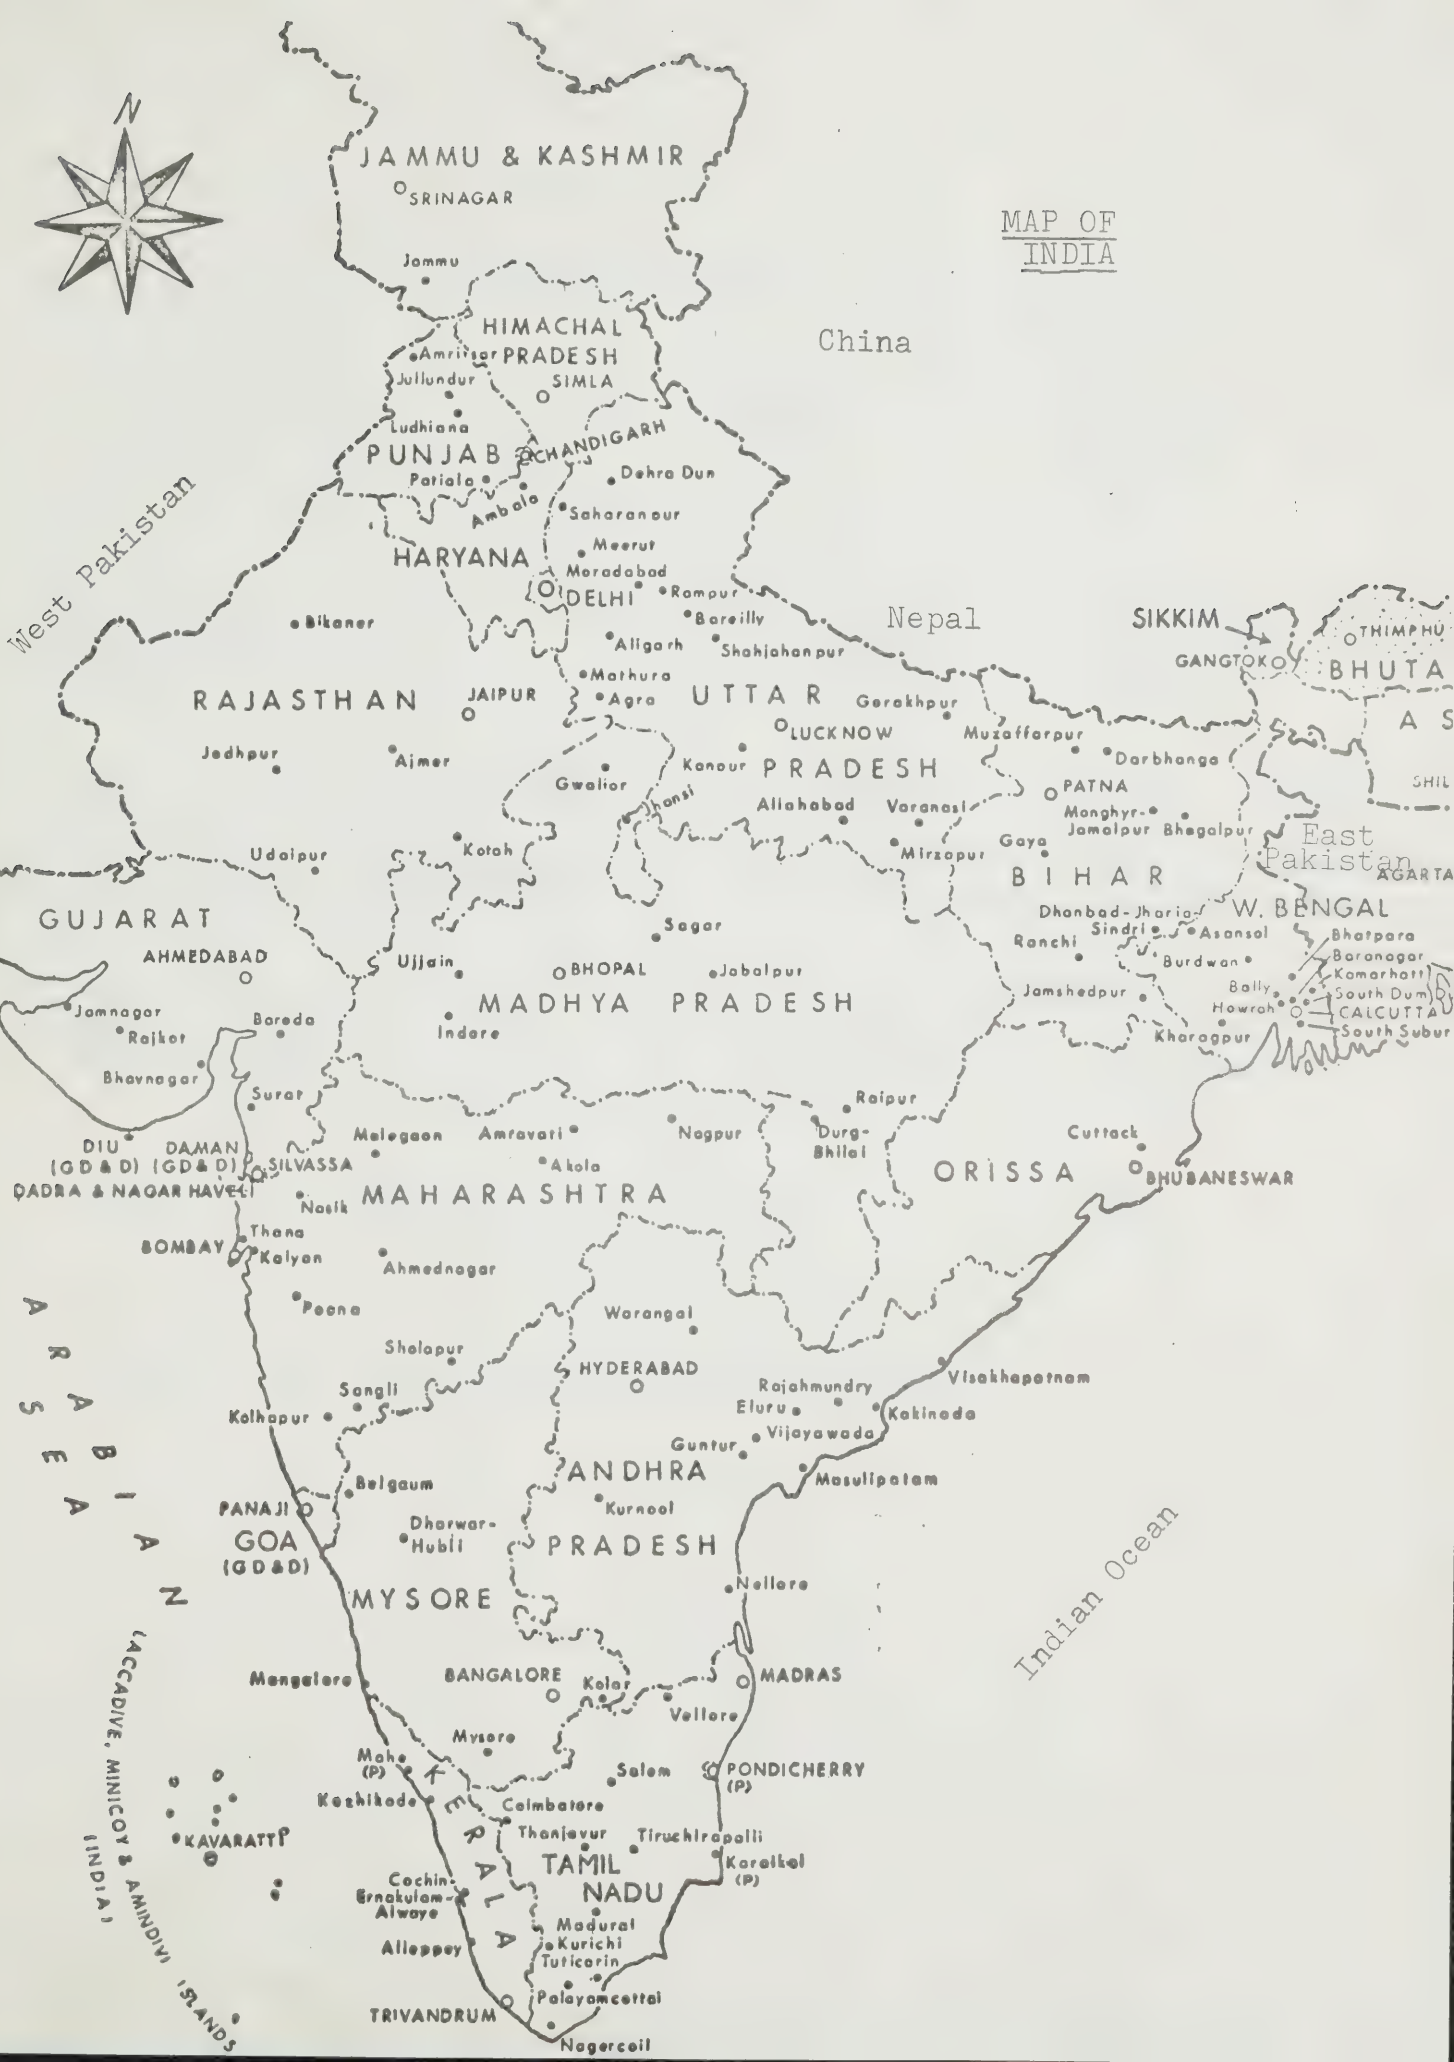 N
JAMMU & KASHMIR
SRINAGAR
MAP OF
INDIA
Jammu
HIMACHAL
China
Amritsar PRADESH
Jullundur
SIMLA
Ludhiana
CHANDIGARH
PUNJAB
Patiala
Dehra Dun
Ambala
Saharanpur
West Pakistan
Meerut
HARYANA
Moradabad
DELHI
Rampur
Bikaner
Bareilly
Nepal
SIKKIM
THIMPHU
Aligarh
Shahjahanpur
GANGTOK
BHUTA
Mathura
RAJASTHAN
JAIPUR
Agra
UTTAR
Gorakhpur
A S
LUCKNOW
Muzaffarpur
Jodhpur
Ajmer
Kanpur
PRADESH
Darbhanga
Gwalior
PATNA
SHIL
Jhansi
Allahabad
Varanasi
Monghyr-
Jamalpur
Bhagalpur
East
Pakistan
Kotah
Mirzapur
Gaya
Udaipur
BIHAR
AGARTA
GUJARAT
Dhanbad-Jharia-
Sindri
W. BENGAL
Sagar
Ranchi
Asansol
Bhatpara
AHMEDABAD
Ujjain
BHOPAL
Jabalpur
Burdwan
Baranagar
Kamarhati
Jamnagar
MADHYA PRADESH
Jamshedpur
Bally
South Dum
Rajkot
Baroda
Indore
Howrah
CALCUTTA
Kharagpur
South Subur
Bhavnagar
Surat
Raipur
Malegaon
Amravati
Nagpur
Durg-
Bhilai
Cuttack
DIU
(GD&D)
DAMAN
(GD&D)
SILVASSA
Akola
ORISSA
BHUBANESWAR
DADRA & NAGAR HAVELI
Nasik
MAHARASHTRA
Thana
BOMBAY
Kalyan
Ahmednagar
Poona
Warangal
Sholapur
HYDERABAD
Visakhapatnam
Sangli
Rajahmundry
Kolhapur
Eluru
Kakinada
Vijayawada
Guntur
ARABIAN
SEA
Belgaum
ANDHRA
Masulipatam
PANAJI
Kurnool
GOA
(GD&D)
Dharwar-
Hubli
PRADESH
Indian Ocean
Nellore
MYSORE
Mangalore
BANGALORE
Kolar
MADRAS
Vellore
Mysore
Mahe
(P)
Salem
PONDICHERRY
(P)
KERALA
Kozhikode
Coimbatore
Thanjavur
Tiruchirapalli
KAVARATTI
TAMIL
NADU
Karaikal
(P)
Cochin-
Ernakulam-
Alwaye
Madurai
Kurichi
Alleppey
Tuticorin
LACCADIVE, MINICOY & AMINDIVI ISLANDS
(INDIA)
Palayamcottai
TRIVANDRUM
Nagercoil